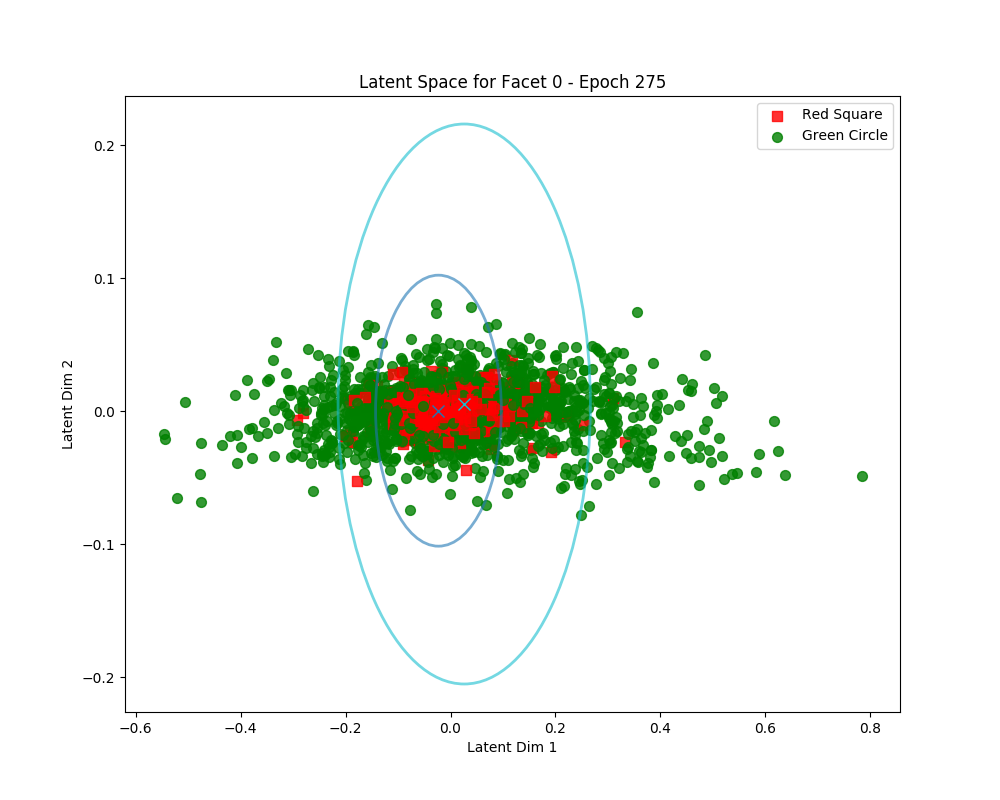 Latent Space for Facet 0 - Epoch 275
Red Square
Green Circle
0.2
0.1
0.0
−0.1
−0.2
Latent Dim 2
−0.6
−0.4
−0.2
0.0
0.2
0.4
0.6
0.8
Latent Dim 1